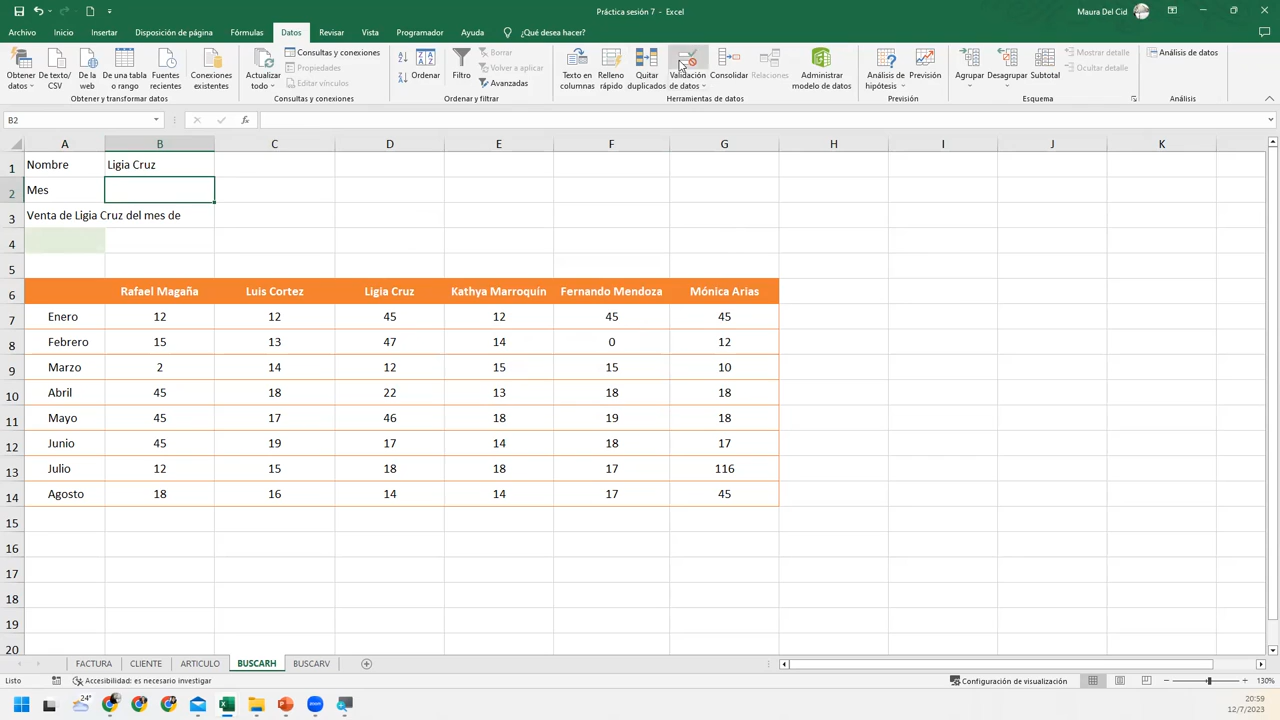 Práctica sesión 7 - Excel
Maura Del Cid
Archivo Inicio Insertar Disposición de página Fórmulas Datos Revisar Vista Programador Ayuda ¿Qué desea hacer?
Obtener datos
De texto/ CSV
De la web
De una tabla o rango
Fuentes recientes
Conexiones existentes
Obtener y transformar datos
Actualizar todo
Consultas y conexiones
Propiedades
Editar vínculos
Consultas y conexiones
Ordenar
Filtro
Borrar
Volver a aplicar
Avanzadas
Ordenar y filtrar
Texto en columnas
Relleno rápido
Quitar duplicados
Validación de datos
Consolidar
Relaciones
Administrar modelo de datos
Herramientas de datos
Análisis de hipótesis
Previsión
Previsión
Agrupar
Desagrupar
Subtotal
Mostrar detalle
Ocultar detalle
Esquema
Análisis de datos
Análisis
B2 fx
A B C D E F G H I J K
1 Nombre Ligia Cruz
2 Mes
3 Venta de Ligia Cruz del mes de
4
5
6 Rafael Magaña Luis Cortez Ligia Cruz Kathya Marroquín Fernando Mendoza Mónica Arias
7 Enero 12 12 45 12 45 45
8 Febrero 15 13 47 14 0 12
9 Marzo 2 14 12 15 15 10
10 Abril 45 18 22 13 18 18
11 Mayo 45 17 46 18 19 18
12 Junio 45 19 17 14 18 17
13 Julio 12 15 18 18 17 116
14 Agosto 18 16 14 14 17 45
15
16
17
18
19
20
FACTURA CLIENTE ARTICULO BUSCARH BUSCARV
Listo Accesibilidad: es necesario investigar Configuración de visualización 130%
24°
20:59
12/7/2023